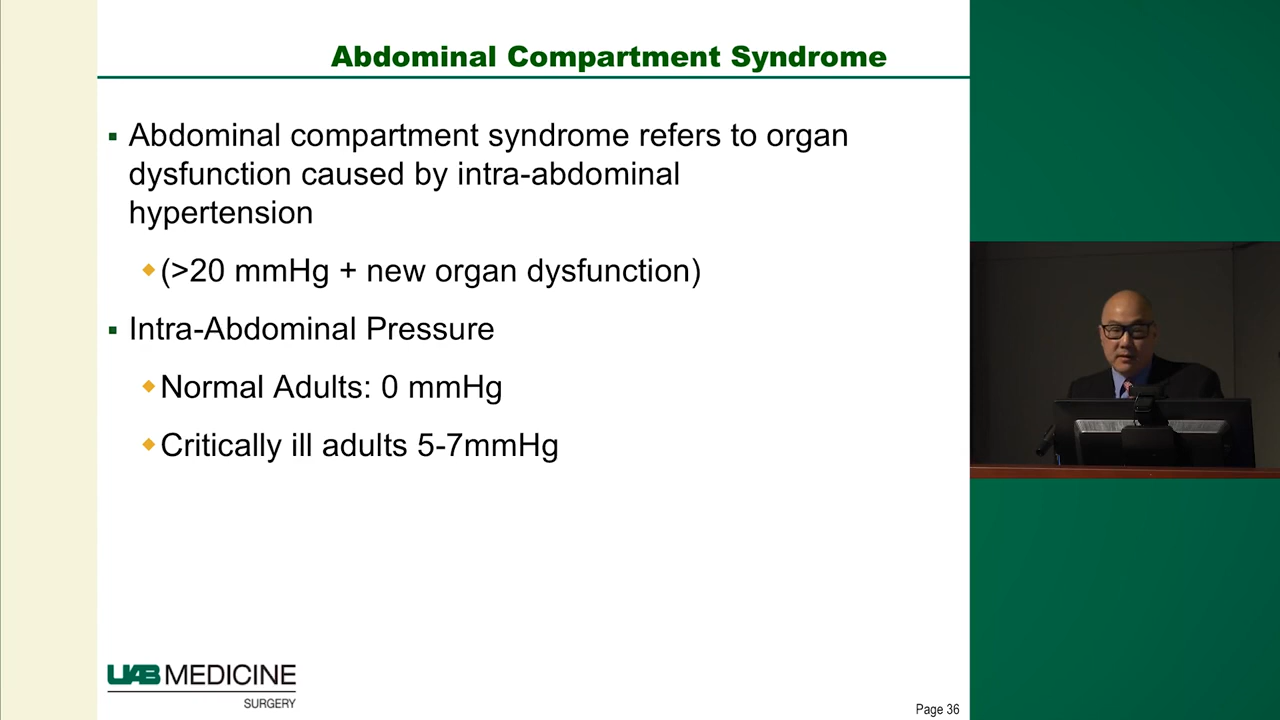 Abdominal Compartment Syndrome
Abdominal compartment syndrome refers to organ
dysfunction caused by intra-abdominal
hypertension
(>20 mmHg + new organ dysfunction)
Intra-Abdominal Pressure
Normal Adults: 0 mmHg
Critically ill adults 5-7mmHg
UAB MEDICINE
SURGERY
Page 36